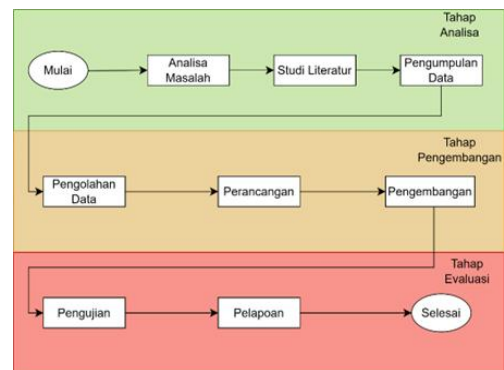 Tahap
Analisa
Mulai
Analisa
Masalah
Studi Literatur
Pengumpulan
Data
Tahap
Pengembangan
Pengolahan
Data
Perancangan
Pengembangan
Tahap
Evaluasi
Pengujian
Pelapoan
Selesai